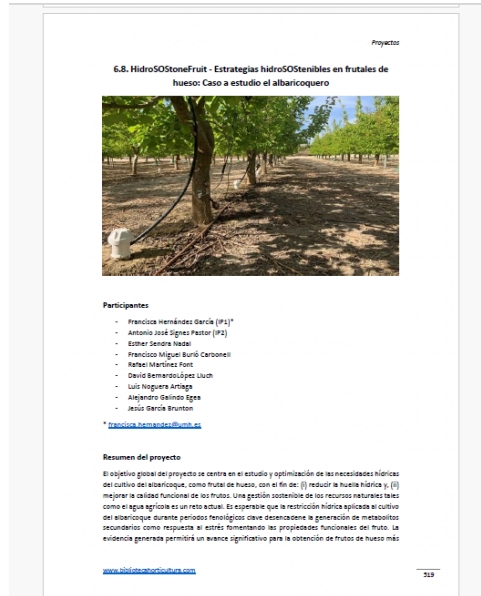 Proyectos
6.8. HidroSOStoneFruit - Estrategias hidroSOStenibles en frutales de
hueso: Caso a estudio el albaricoquero
Participantes
- Francisca Hernández García (IP1)*
- Antonio José Signes Pastor (IP2)
- Esther Sendra Nadal
- Francisco Miguel Burló Carbonell
- Rafael Martínez Font
- David BernardoLópez Lluch
- Luis Noguera Artiaga
- Alejandro Galindo Egea
- Jesús García Brunton
* francisca.hernandez@umh.es
Resumen del proyecto
El objetivo global del proyecto se centra en el estudio y optimización de las necesidades hídricas
del cultivo del albaricoque, como frutal de hueso, con el fin de: (i) reducir la huella hídrica y, (ii)
mejorar la calidad funcional de los frutos. Una gestión sostenible de los recursos naturales tales
como el agua agrícola es un reto actual. Es esperable que la restricción hídrica aplicada al cultivo
del albaricoque durante periodos fenológicos clave desencadene la generación de metabolitos
secundarios como respuesta al estrés fomentando las propiedades funcionales del fruto. La
evidencia generada permitirá un avance significativo para la obtención de frutos de hueso más
www.bibliotecahorticultura.com
319